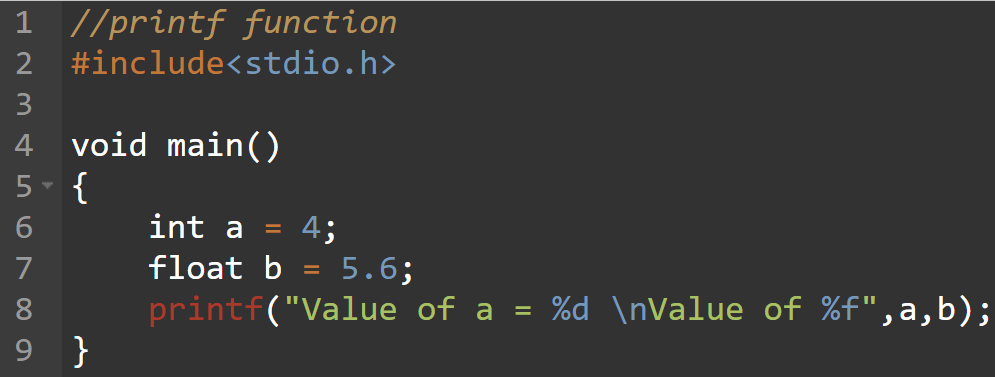 1 //printf function
2 #include<stdio.h>
3
4 void main()
5 {
6     int a = 4;
7     float b = 5.6;
8     printf("Value of a = %d \nValue of %f",a,b);
9 }